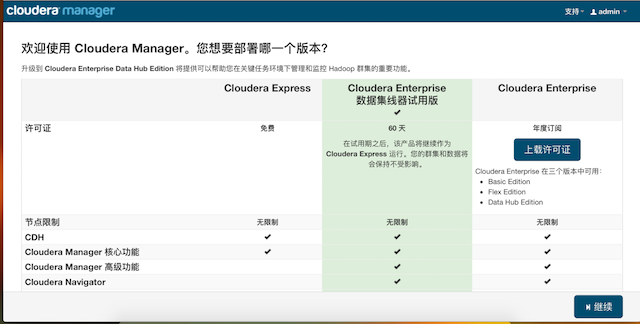 cloudera manager
支持
admin
欢迎使用 Cloudera Manager。您想要部署哪一个版本?
升级到 Cloudera Enterprise Data Hub Edition 将提供可以帮助您在关键任务环境下管理和监控 Hadoop 群集的重要功能。
Cloudera Express
Cloudera Enterprise
数据集线器试用版
Cloudera Enterprise
许可证
免费
60 天
在试用期之后，该产品将继续作为
Cloudera Express 运行。您的群集和数据将
会保持不受影响。
年度订阅
上载许可证
Cloudera Enterprise 在三个版本中可用：
Basic Edition
Flex Edition
Data Hub Edition
节点限制
无限制
无限制
无限制
CDH
Cloudera Manager 核心功能
Cloudera Manager 高级功能
Cloudera Navigator
继续